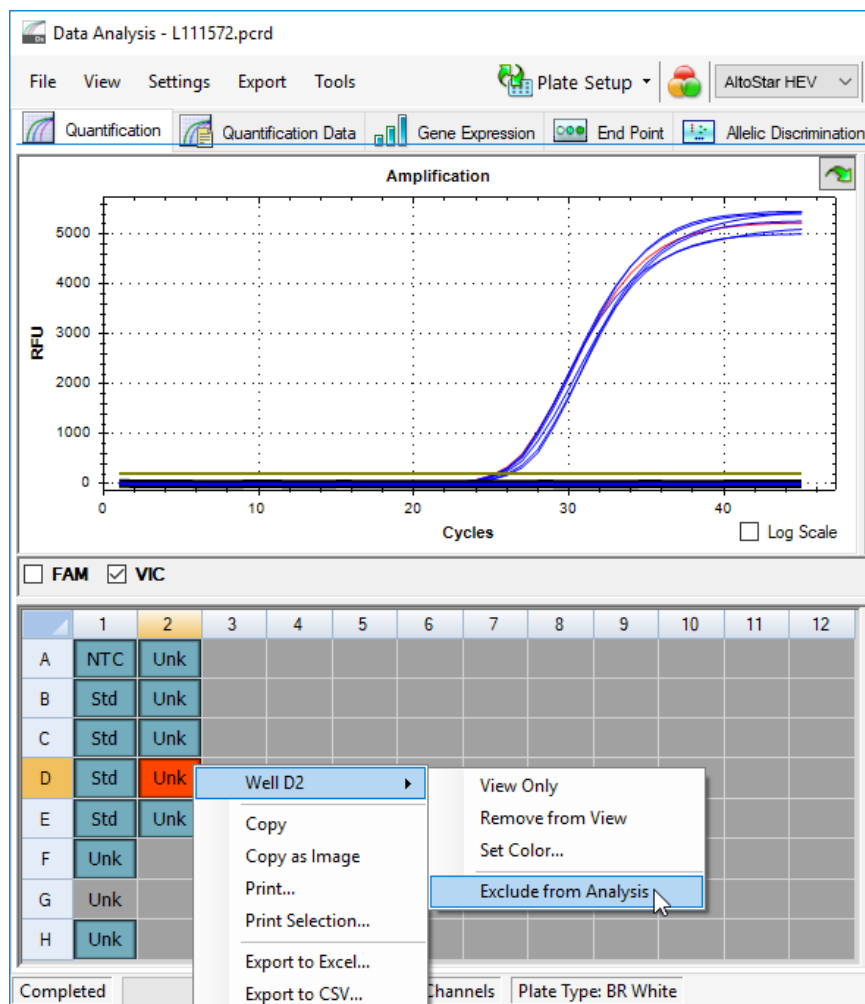 Data Analysis - L111572.pcrd
File View Settings Export Tools Plate Setup AltoStar HEV
Quantification Quantification Data Gene Expression End Point Allelic Discrimination
Amplification
5000
4000
3000
2000
1000
0
RFU
0 10 20 30 40
Cycles
Log Scale
FAM VIC
1 2 3 4 5 6 7 8 9 10 11 12
A NTC Unk
B Std Unk
C Std Unk
D Std Unk
E Std Unk
F Unk
G Unk
H Unk
Well D2
Copy
Copy as Image
Print...
Print Selection...
Export to Excel...
Export to CSV...
View Only
Remove from View
Set Color...
Exclude from Analysis
Completed Channels Plate Type: BR White